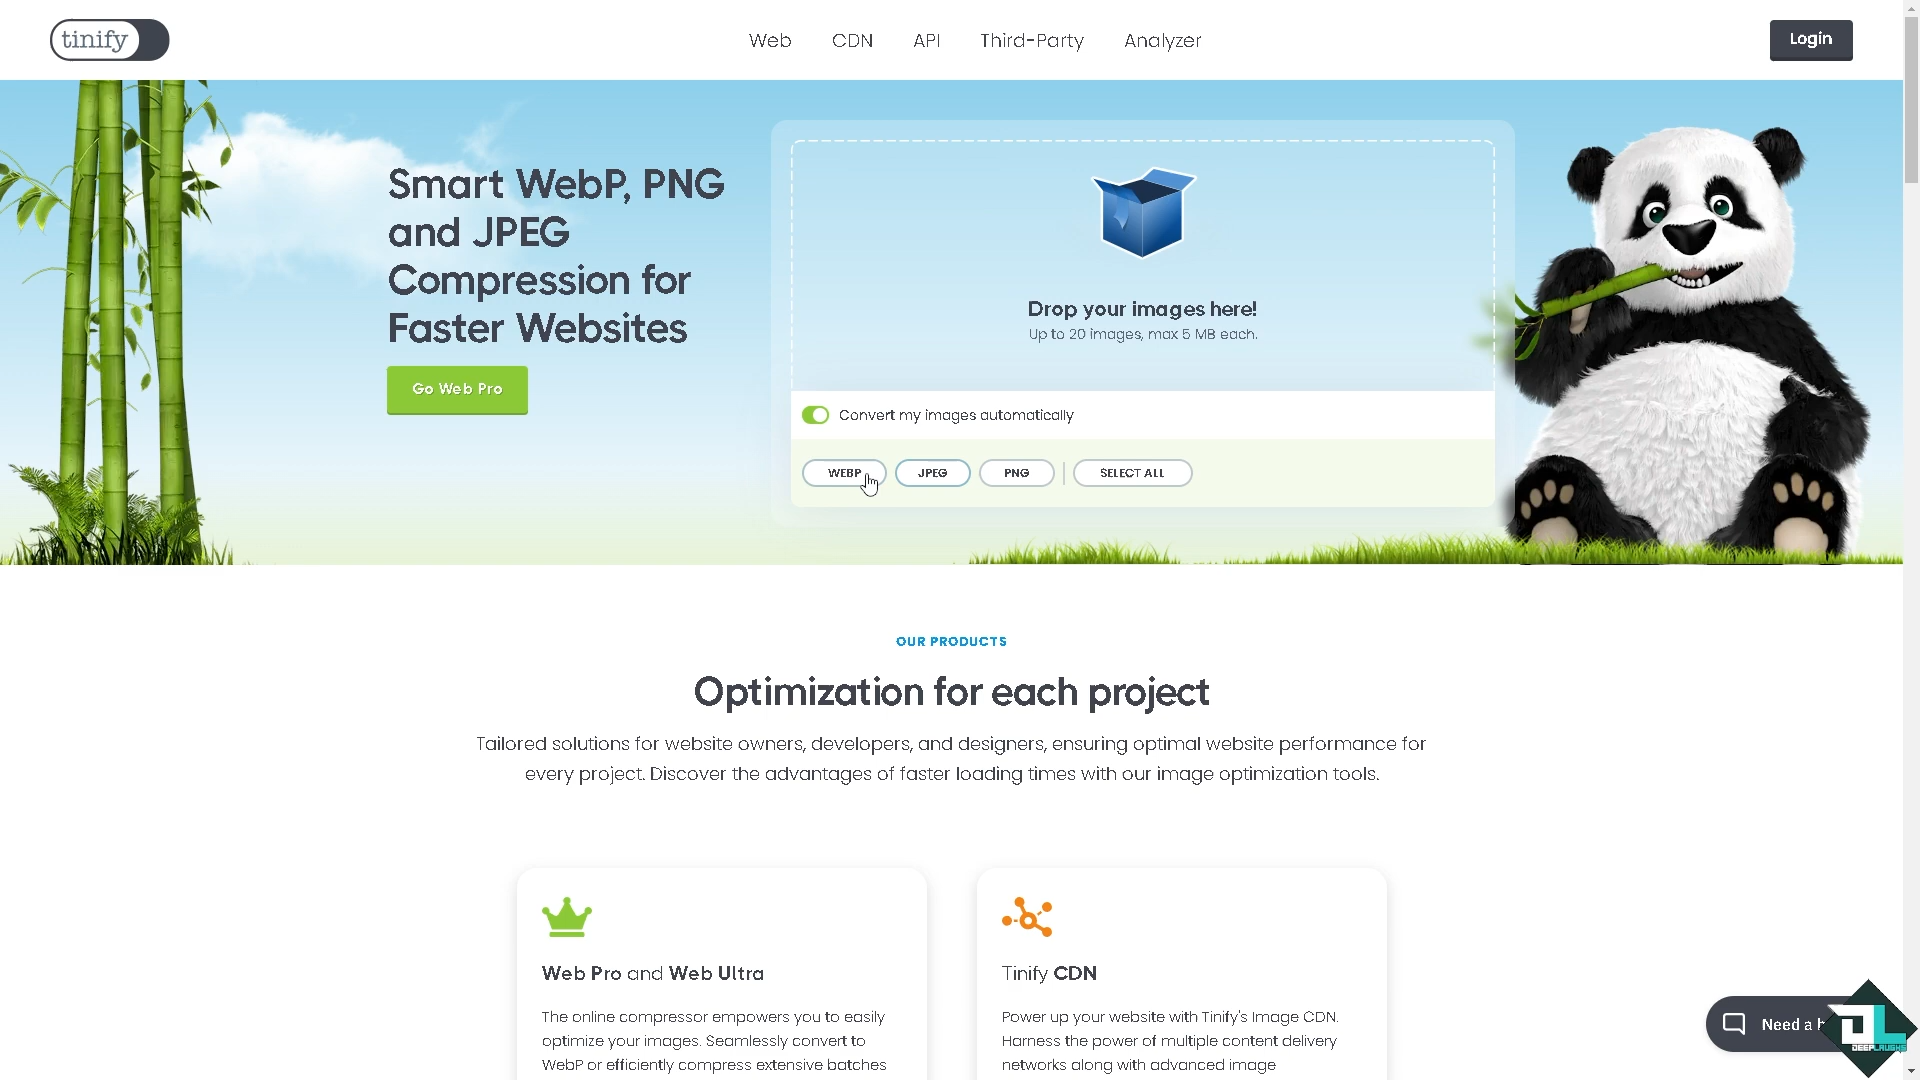 tinify
Web
CDN
API
Third-Party
Analyzer
Login
Smart WebP, PNG
and JPEG
Compression for
Faster Websites
Go Web Pro
Drop your images here!
Up to 20 images, max 5 MB each.
Convert my images automatically
WEBP
JPEG
PNG
SELECT ALL
OUR PRODUCTS
Optimization for each project
Tailored solutions for website owners, developers, and designers, ensuring optimal website performance for
every project. Discover the advantages of faster loading times with our image optimization tools.
Web Pro and Web Ultra
The online compressor empowers you to easily
optimize your images. Seamlessly convert to
WebP or efficiently compress extensive batches
Tinify CDN
Power up your website with Tinify's Image CDN.
Harness the power of multiple content delivery
networks along with advanced image
Need a
DEEPLAUGHS